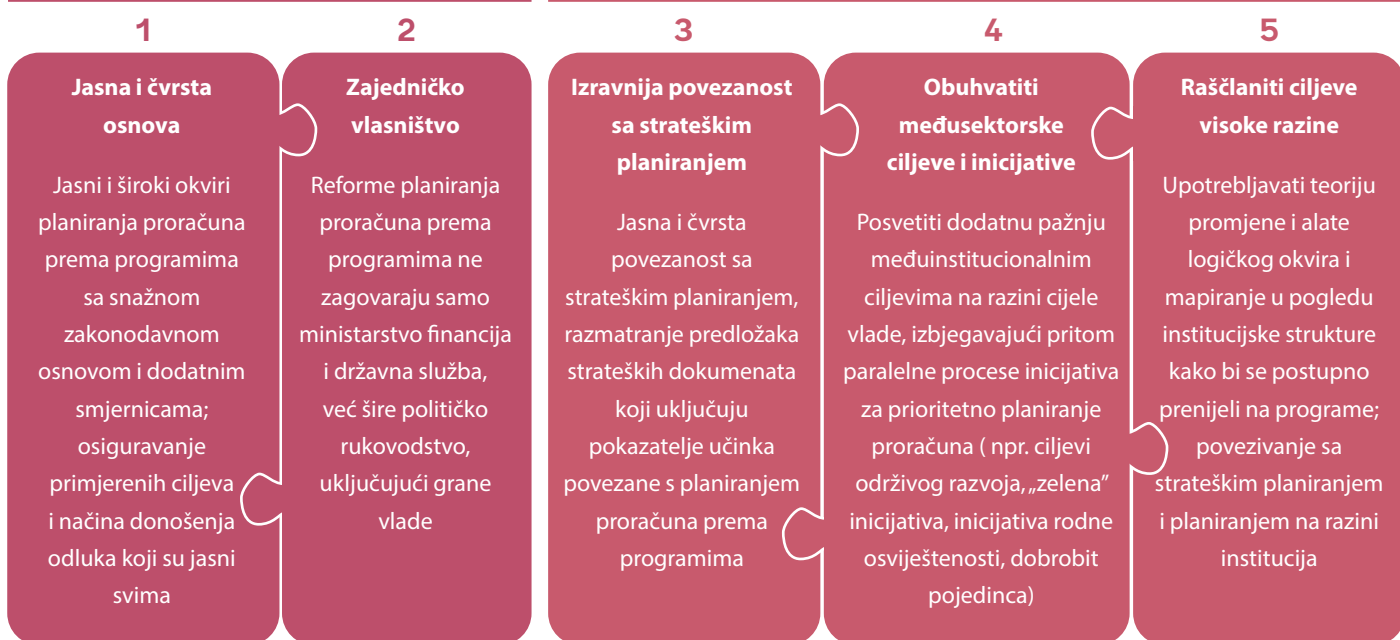 1
Jasna i čvrsta
osnova
Jasni i široki okviri
planiranja proračuna
prema programima
sa snažnom
zakonodavnom
osnovom i dodatnim
smjernicama;
osiguravanje
primjerenih ciljeva
i načina donošenja
odluka koji su jasni
svima
2
Zajedničko
vlasništvo
Reforme planiranja
proračuna prema
programima ne
zagovaraju samo
ministarstvo financija
i državna služba,
već šire političko
rukovodstvo,
uključujući grane
vlade
3
Izravnija povezanost
sa strateškim
planiranjem
Jasna i čvrsta
povezanost sa
strateškim planiranjem,
razmatranje predložaka
strateških dokumenata
koji uključuju
pokazatelje učinka
povezane s planiranjem
proračuna prema
programima
4
Obuhvatiti
međusektorske
ciljeve i inicijative
Posvetiti dodatnu pažnju
međuinstitucionalnim
ciljevima na razini cijele
vlade, izbjegavajući pritom
paralelne procese inicijativa
za prioritetno planiranje
proračuna ( npr. ciljevi
održivog razvoja, „zelena”
inicijativa, inicijativa rodne
osviještenosti, dobrobit
pojedinca)
5
Raščlaniti ciljeve
visoke razine
Upotrebljavati teoriju
promjene i alate
logičkog okvira i
mapiranje u pogledu
institucijske strukture
kako bi se postupno
prenijeli na programe;
povezivanje sa
strateškim planiranjem
i planiranjem na razini
institucija